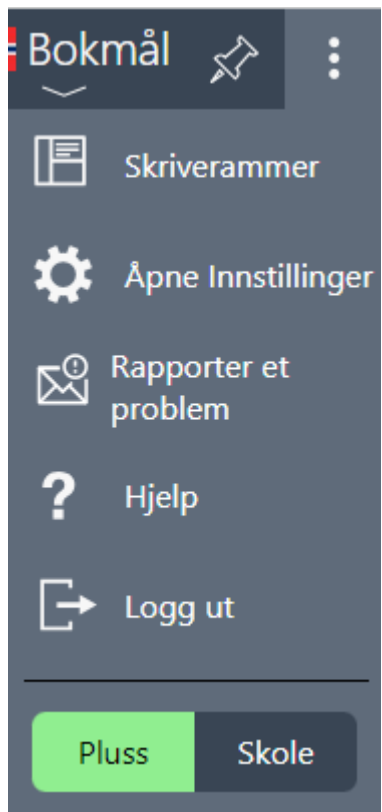 Bokmål
Skriverammer
Åpne Innstillinger
Rapporter et
problem
Hjelp
Logg ut
Pluss Skole